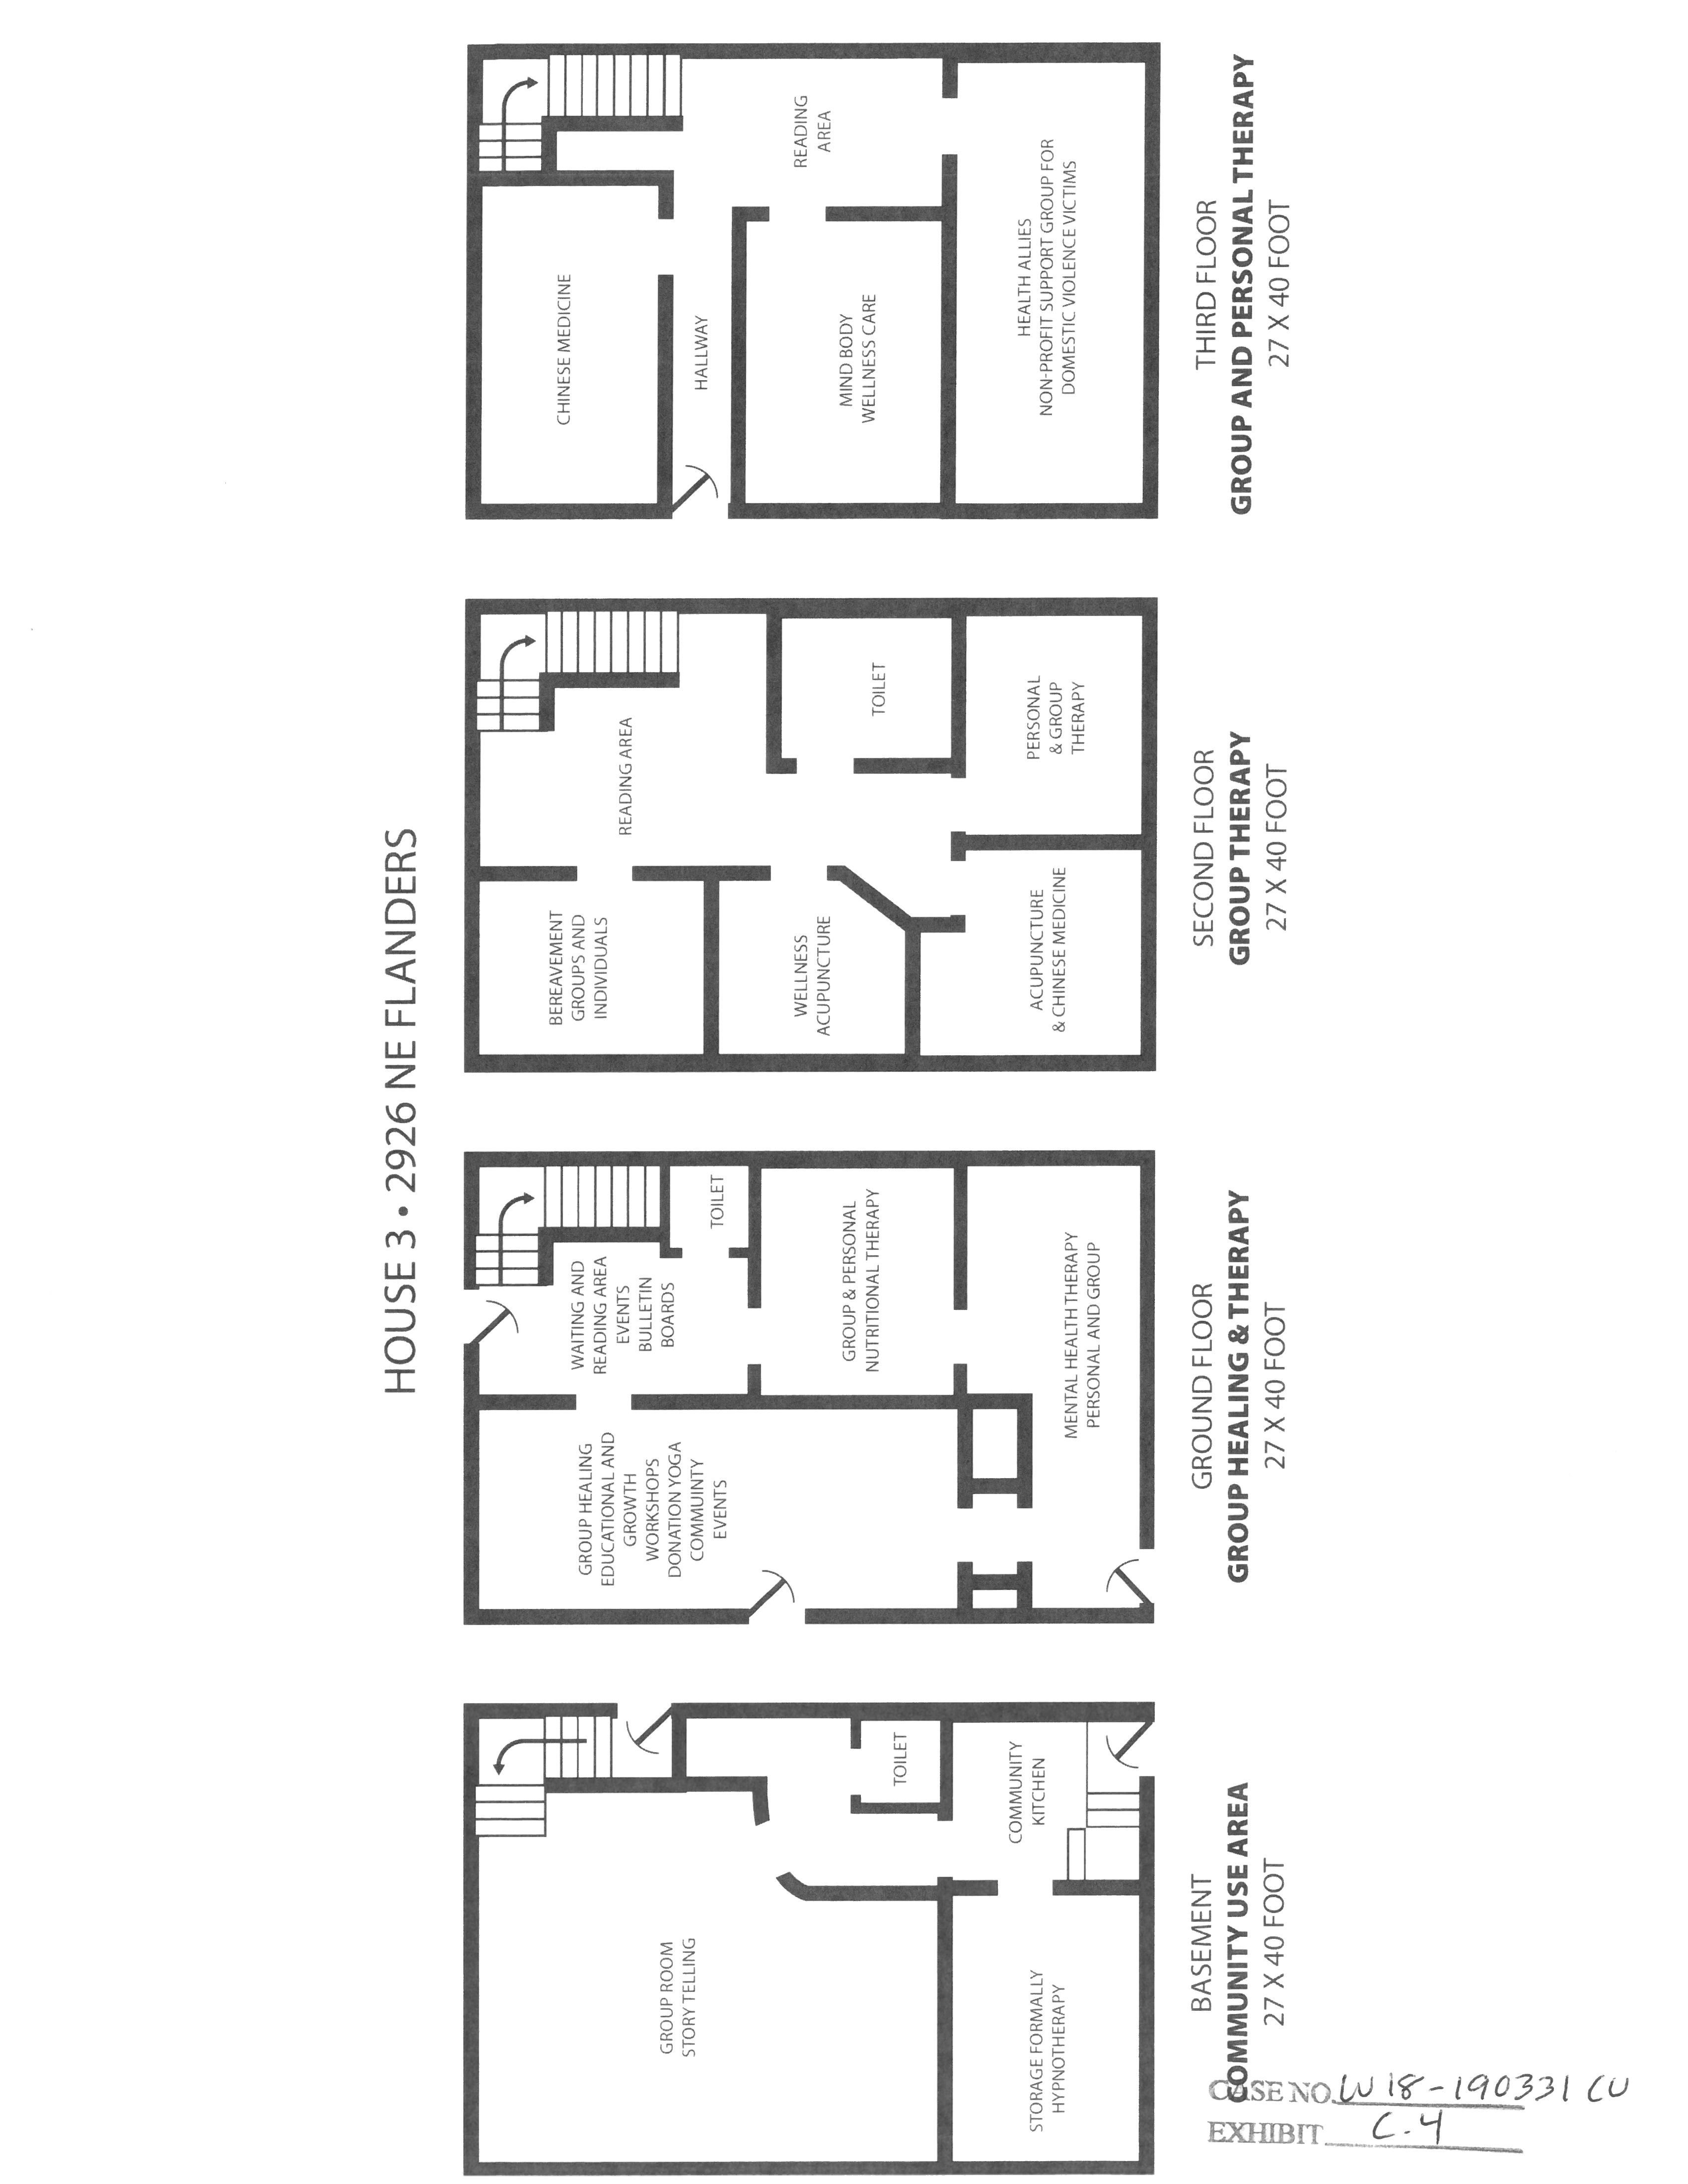 HOUSE 3 • 2926 NE FLANDERS
GROUP ROOM
STORY TELLING
TOILET
COMMUNITY
KITCHEN
STORAGE FORMALLY
HYPNOTHERAPY
BASEMENT
COMMUNITY USE AREA
27 X 40 FOOT
GROUP HEALING
EDUCATIONAL AND
GROWTH
WORKSHOPS
DONATION YOGA
COMMUINTY
EVENTS
WAITING AND
READING AREA
EVENTS
BULLETIN
BOARDS
TOILET
GROUP & PERSONAL
NUTRITIONAL THERAPY
MENTAL HEALTH THERAPY
PERSONAL AND GROUP
GROUND FLOOR
GROUP HEALING & THERAPY
27 X 40 FOOT
BEREAVEMENT
GROUPS AND
INDIVIDUALS
READING AREA
WELLNESS
ACUPUNCTURE
TOILET
ACUPUNCTURE
& CHINESE MEDICINE
PERSONAL
& GROUP
THERAPY
SECOND FLOOR
GROUP THERAPY
27 X 40 FOOT
CHINESE MEDICINE
HALLWAY
READING
AREA
MIND BODY
WELLNESS CARE
HEALTH ALLIES
NON-PROFIT SUPPORT GROUP FOR
DOMESTIC VIOLENCE VICTIMS
THIRD FLOOR
GROUP AND PERSONAL THERAPY
27 X 40 FOOT
CASE NO. LU 18-190331 CU
EXHIBIT C.4